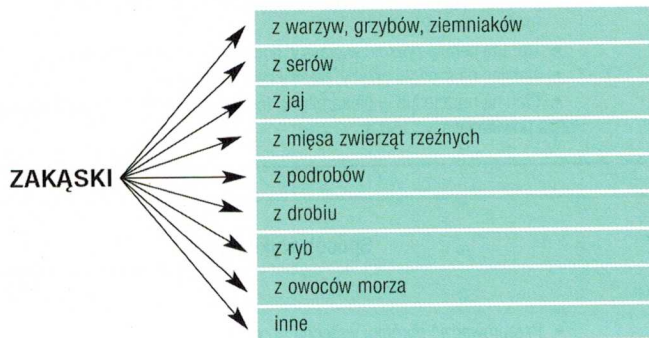 ZAKĄSKI
z warzyw, grzybów, ziemniaków
z serów
z jaj
z mięsa zwierząt rzeźnych
z podrobów
z drobiu
z ryb
z owoców morza
inne